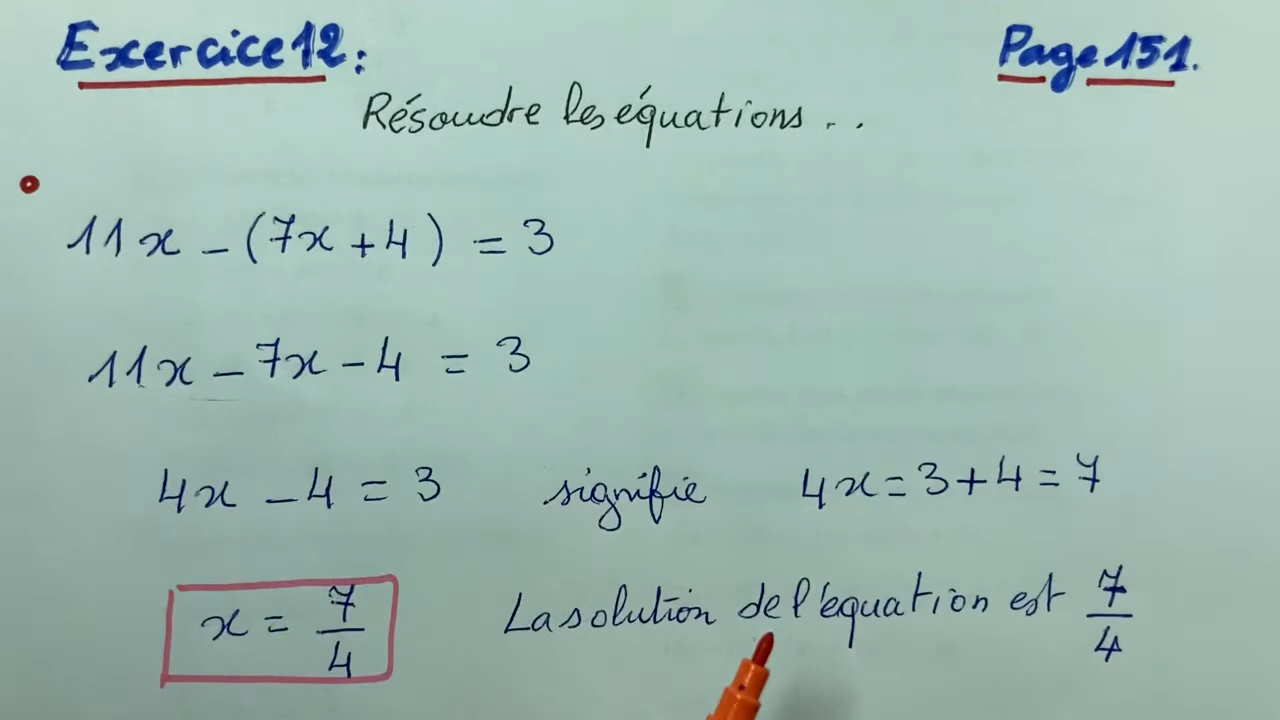 Exercice 12:
Page 151.
Résoudre les équations...
11x - (7x + 4) = 3
11x - 7x - 4 = 3
4x - 4 = 3 signifie 4x = 3 + 4 = 7
x = 7/4 La solution de l'équation est 7/4